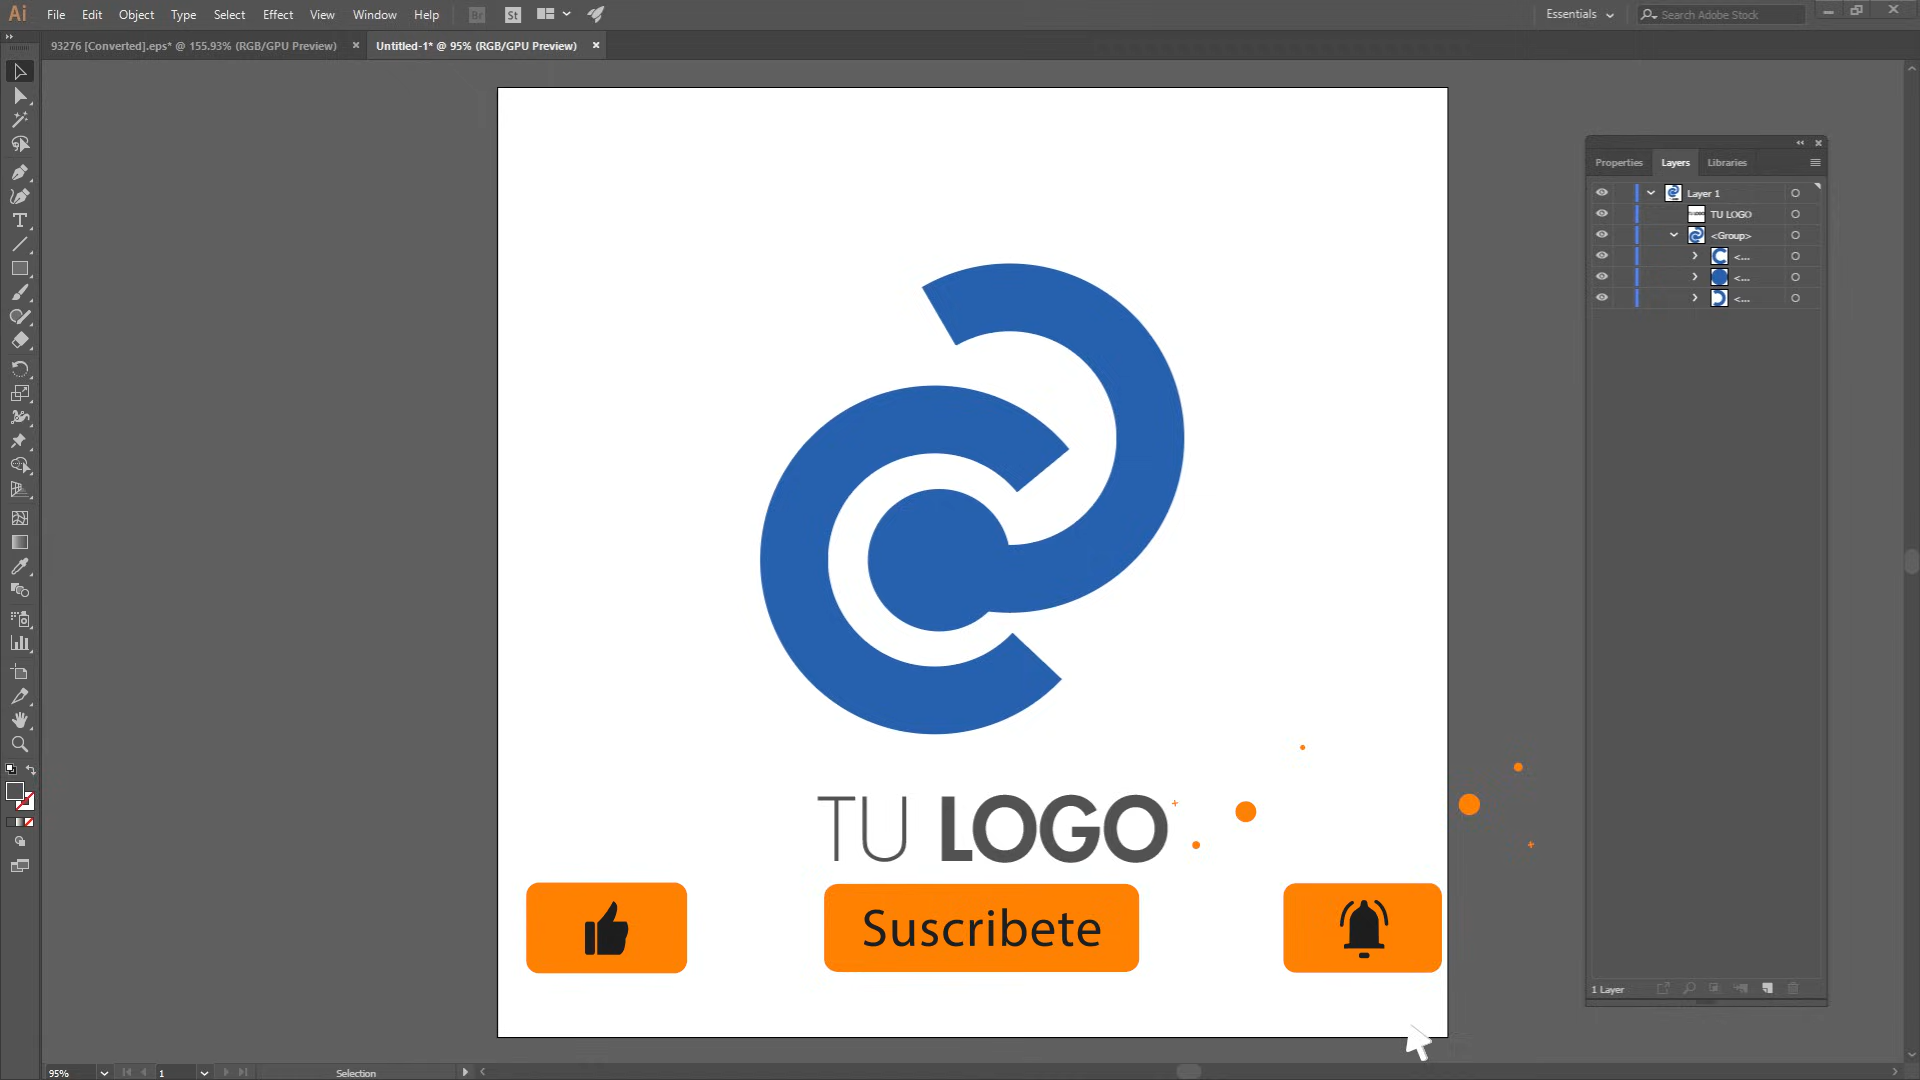 Ai File Edit Object Type Select Effect View Window Help Br St Essentials Search Adobe Stock
93276 [Converted].eps* @ 155.93% (RGB/GPU Preview) × Untitled-1* @ 95% (RGB/GPU Preview) ×
Properties Layers Libraries
Layer 1
TU LOGO
<Group>
<...
<...
<...
TU LOGO
Suscribete
1 Layer
95% 1 Selection